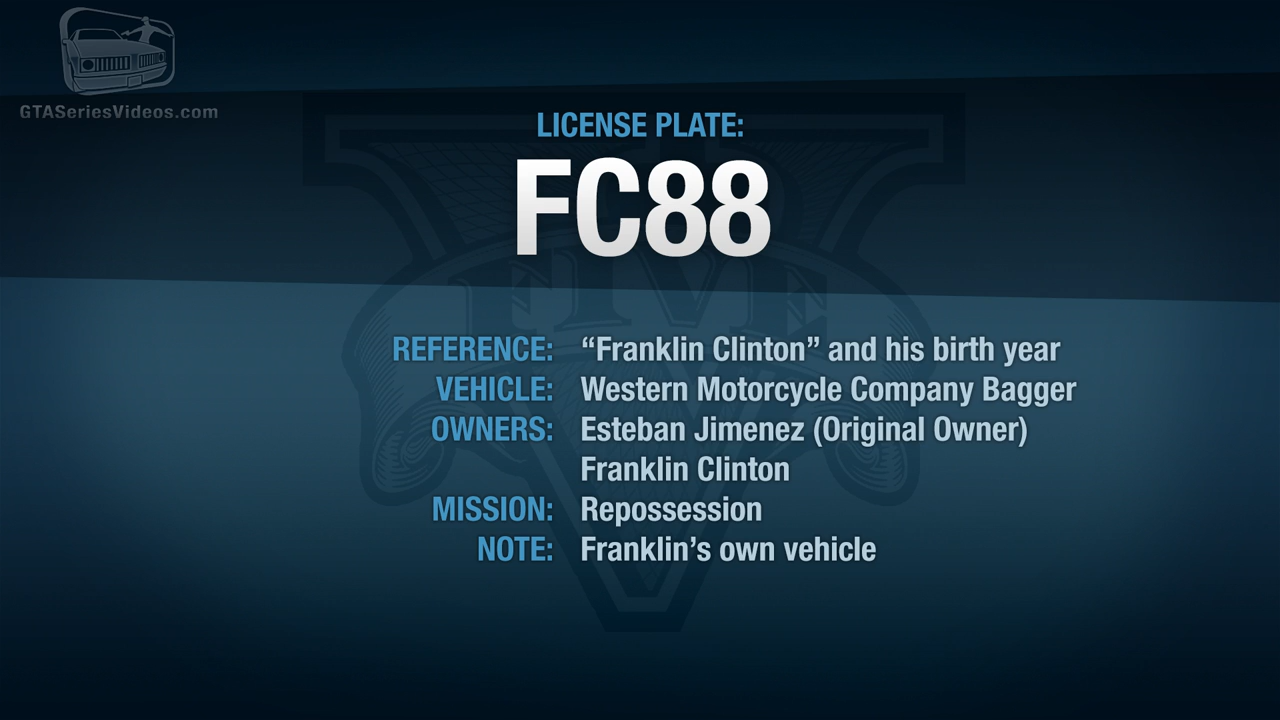 GTASeriesVideos.com
LICENSE PLATE:
FC88
FIVE
REFERENCE: “Franklin Clinton” and his birth year
VEHICLE: Western Motorcycle Company Bagger
OWNERS: Esteban Jimenez (Original Owner)
Franklin Clinton
MISSION: Repossession
NOTE: Franklin’s own vehicle